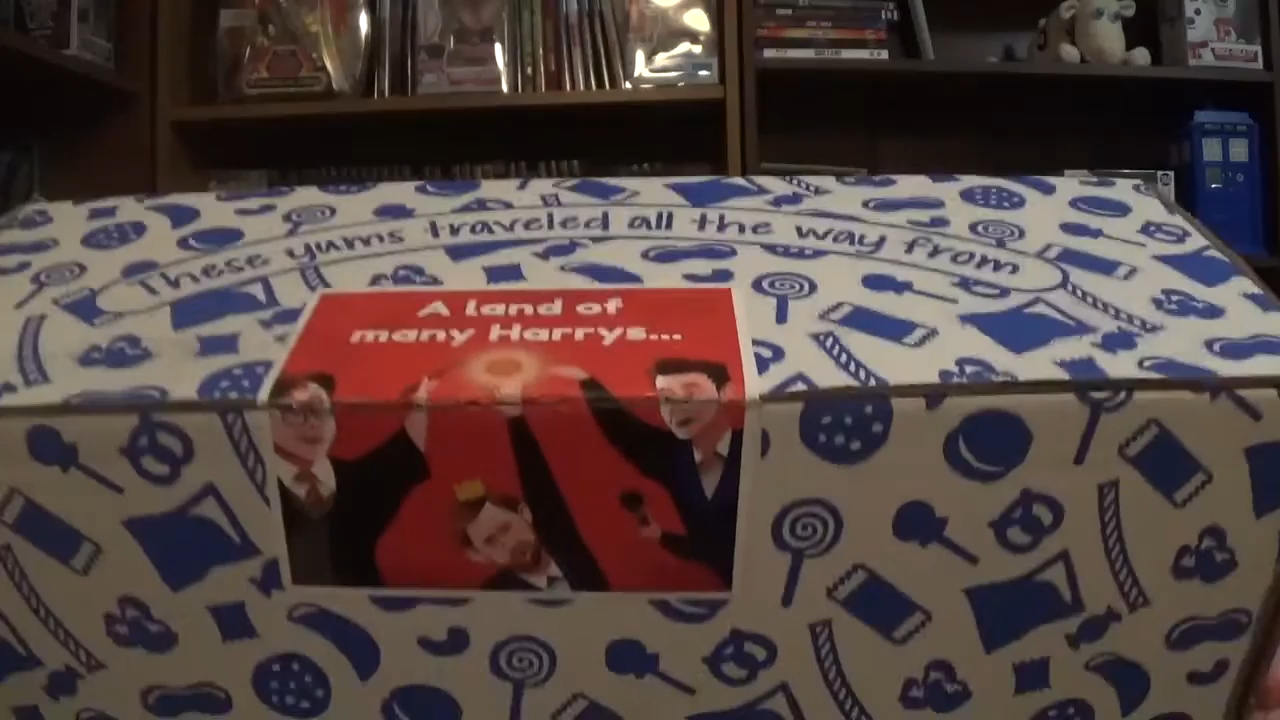 These yums traveled all the way from
A land of
many Harrys...